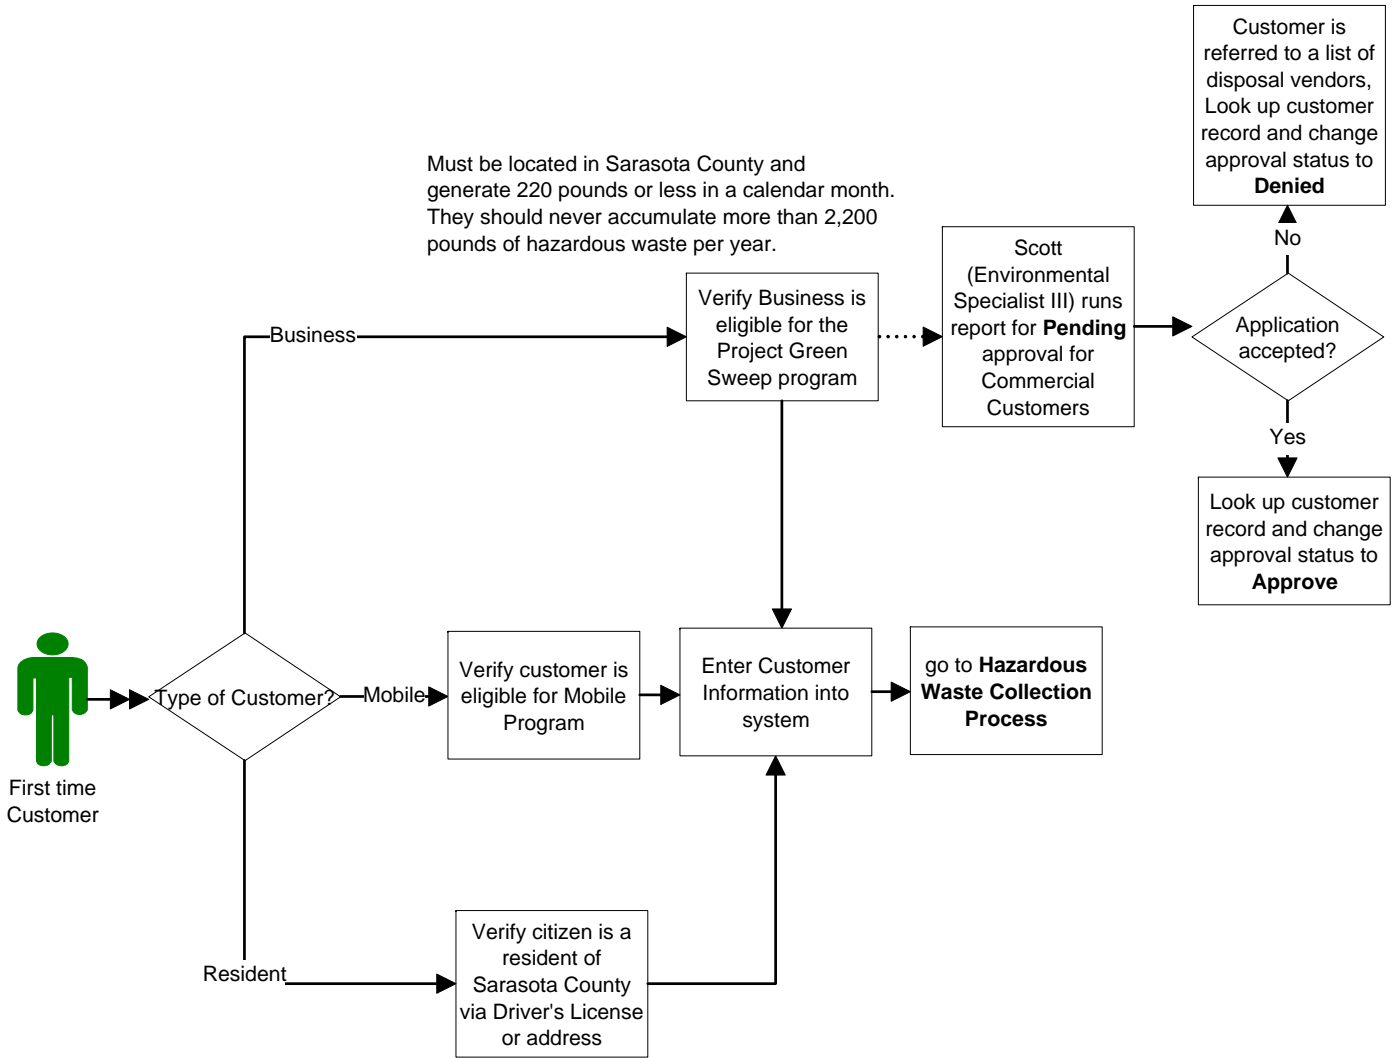 Customer is
referred to a list of
disposal vendors,
Look up customer
record and change
approval status to
Denied
Must be located in Sarasota County and
generate 220 pounds or less in a calendar month.
They should never accumulate more than 2,200
pounds of hazardous waste per year.
No
Business
Verify Business is
eligible for the
Project Green
Sweep program
Scott
(Environmental
Specialist III) runs
report for Pending
approval for
Commercial
Customers
Application
accepted?
Yes
Look up customer
record and change
approval status to
Approve
First time
Customer
Type of Customer?
Mobile
Verify customer is
eligible for Mobile
Program
Enter Customer
Information into
system
go to Hazardous
Waste Collection
Process
Resident
Verify citizen is a
resident of
Sarasota County
via Driver's License
or address